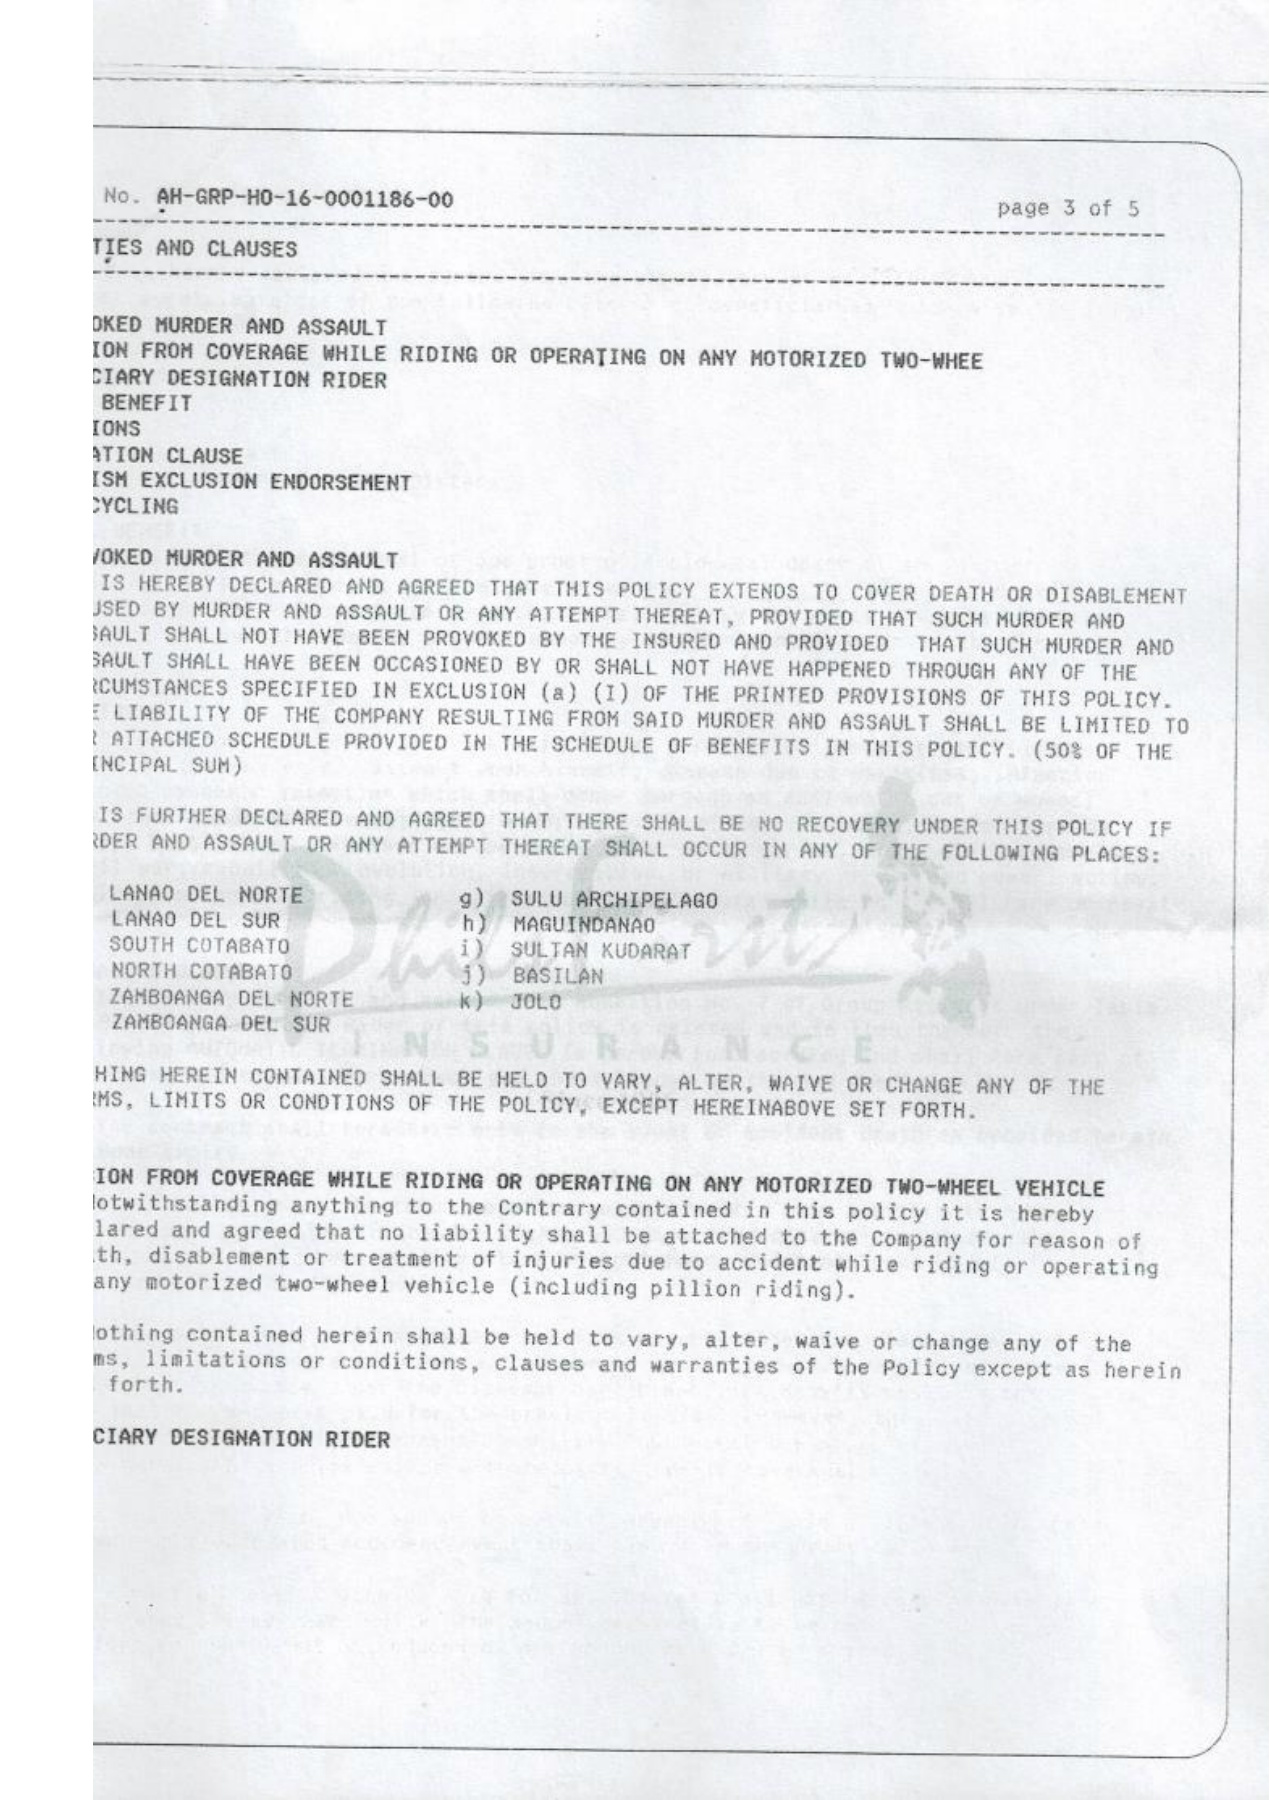 No. AH-GRP-HO-16-0001186-00
page 3 of 5
TIES AND CLAUSES
OKED MURDER AND ASSAULT
ION FROM COVERAGE WHILE RIDING OR OPERATING ON ANY MOTORIZED TWO-WHEE
CIARY DESIGNATION RIDER
BENEFIT
IONS
ATION CLAUSE
ISM EXCLUSION ENDORSEMENT
CYCLING
VOKED MURDER AND ASSAULT
IS HEREBY DECLARED AND AGREED THAT THIS POLICY EXTENDS TO COVER DEATH OR DISABLEMENT
USED BY MURDER AND ASSAULT OR ANY ATTEMPT THEREAT, PROVIDED THAT SUCH MURDER AND
SAULT SHALL NOT HAVE BEEN PROVOKED BY THE INSURED AND PROVIDED THAT SUCH MURDER AND
SAULT SHALL HAVE BEEN OCCASIONED BY OR SHALL NOT HAVE HAPPENED THROUGH ANY OF THE
RCUMSTANCES SPECIFIED IN EXCLUSION (a) (I) OF THE PRINTED PROVISIONS OF THIS POLICY.
E LIABILITY OF THE COMPANY RESULTING FROM SAID MURDER AND ASSAULT SHALL BE LIMITED TO
R ATTACHED SCHEDULE PROVIDED IN THE SCHEDULE OF BENEFITS IN THIS POLICY. (50% OF THE
INCIPAL SUM)
IS FURTHER DECLARED AND AGREED THAT THERE SHALL BE NO RECOVERY UNDER THIS POLICY IF
RDER AND ASSAULT OR ANY ATTEMPT THEREAT SHALL OCCUR IN ANY OF THE FOLLOWING PLACES:
LANAO DEL NORTE g) SULU ARCHIPELAGO
LANAO DEL SUR h) MAGUINDANAO
SOUTH COTABATO i) SULTAN KUDARAT
NORTH COTABATO j) BASILAN
ZAMBOANGA DEL NORTE k) JOLO
ZAMBOANGA DEL SUR
PhilFirst
INSURANCE
HING HEREIN CONTAINED SHALL BE HELD TO VARY, ALTER, WAIVE OR CHANGE ANY OF THE
RMS, LIMITS OR CONDTIONS OF THE POLICY, EXCEPT HEREINABOVE SET FORTH.
ION FROM COVERAGE WHILE RIDING OR OPERATING ON ANY MOTORIZED TWO-WHEEL VEHICLE
Notwithstanding anything to the Contrary contained in this policy it is hereby
lared and agreed that no liability shall be attached to the Company for reason of
th, disablement or treatment of injuries due to accident while riding or operating
any motorized two-wheel vehicle (including pillion riding).
Nothing contained herein shall be held to vary, alter, waive or change any of the
ms, limitations or conditions, clauses and warranties of the Policy except as herein
forth.
CIARY DESIGNATION RIDER